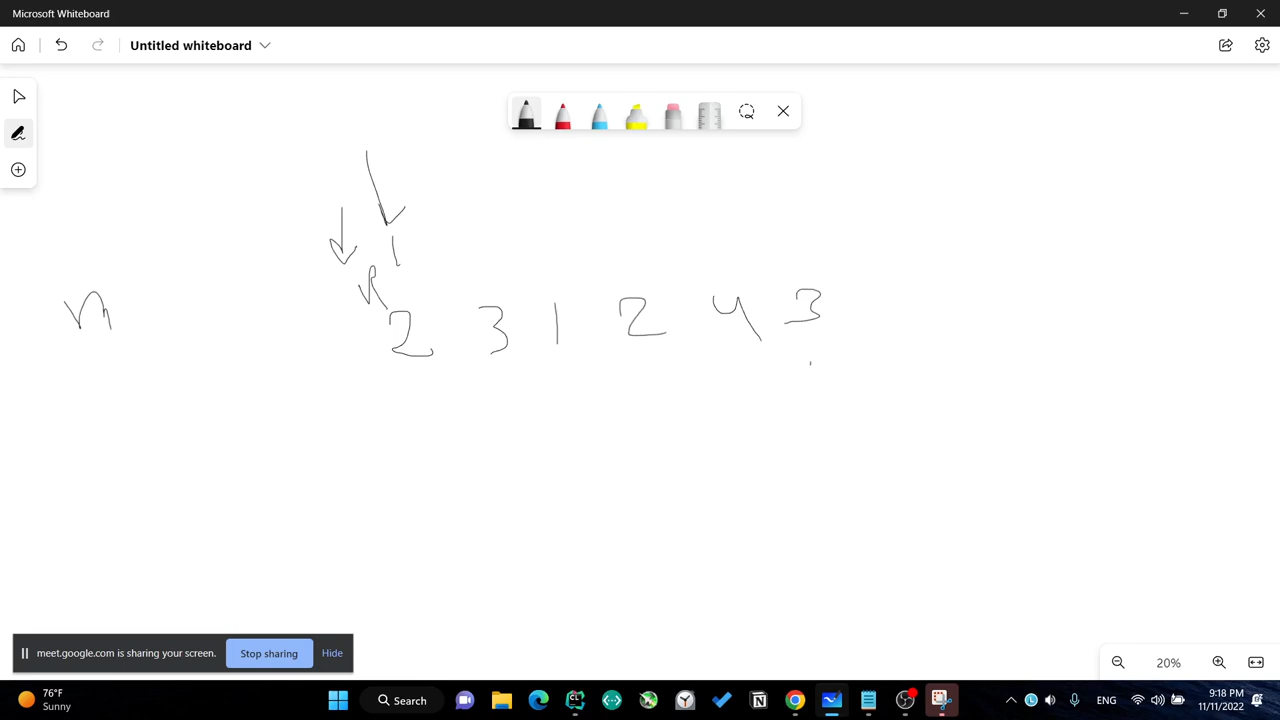 Microsoft Whiteboard
Untitled whiteboard
n
2 3 1 2 4 3
meet.google.com is sharing your screen. Stop sharing Hide
20%
76°F
Sunny
Search
ENG
9:18 PM
11/11/2022